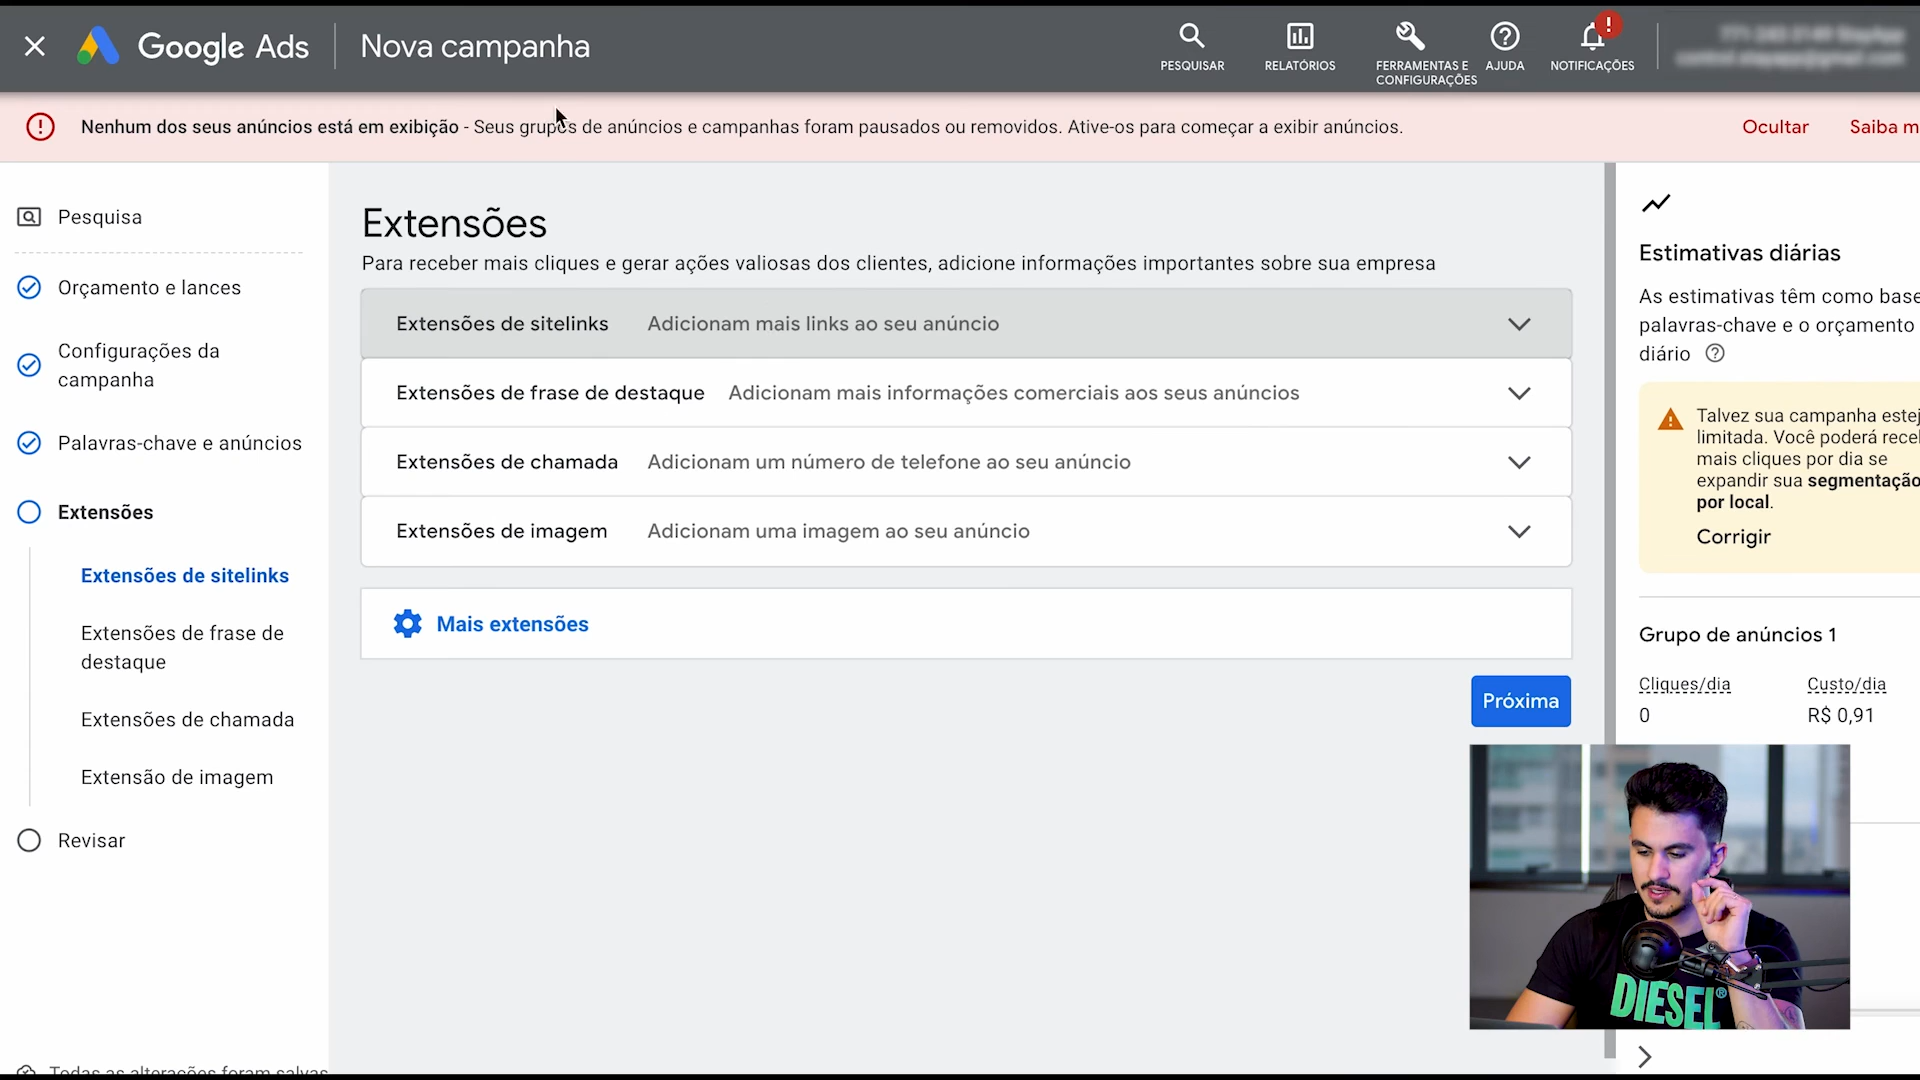 Google Ads
Nova campanha
PESQUISAR
RELATÓRIOS
FERRAMENTAS E
CONFIGURAÇÕES
AJUDA
NOTIFICAÇÕES
Nenhum dos seus anúncios está em exibição - Seus grupos de anúncios e campanhas foram pausados ou removidos. Ative-os para começar a exibir anúncios.
Ocultar
Saiba m
Pesquisa
Orçamento e lances
Configurações da
campanha
Palavras-chave e anúncios
Extensões
Extensões de sitelinks
Extensões de frase de
destaque
Extensões de chamada
Extensão de imagem
Revisar
Todas as alterações foram salvas
Extensões
Para receber mais cliques e gerar ações valiosas dos clientes, adicione informações importantes sobre sua empresa
Extensões de sitelinks Adicionam mais links ao seu anúncio
Extensões de frase de destaque Adicionam mais informações comerciais aos seus anúncios
Extensões de chamada Adicionam um número de telefone ao seu anúncio
Extensões de imagem Adicionam uma imagem ao seu anúncio
Mais extensões
Próxima
Estimativas diárias
As estimativas têm como base
palavras-chave e o orçamento
diário
Talvez sua campanha estej
limitada. Você poderá recel
mais cliques por dia se
expandir sua segmentação
por local.
Corrigir
Grupo de anúncios 1
Cliques/dia Custo/dia
0 R$ 0,91
DIESEL